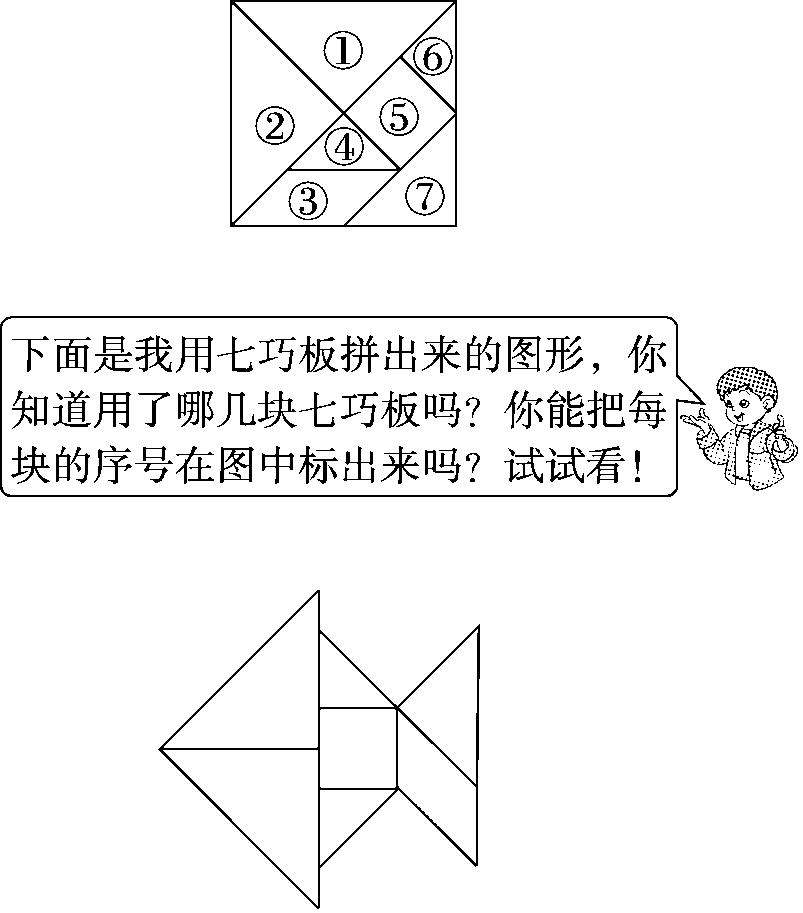 ①
⑥
②
⑤
④
③
⑦
下面是我用七巧板拼出来的图形，你
知道用了哪几块七巧板吗？你能把每
块的序号在图中标出来吗？试试看！